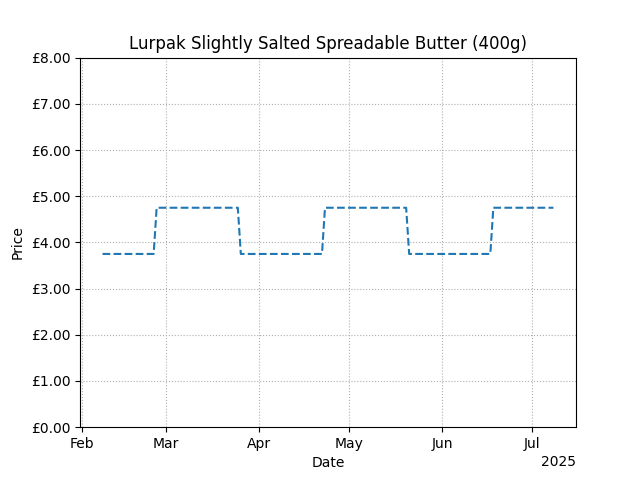 Lurpak Slightly Salted Spreadable Butter (400g)
£8.00
£7.00
£6.00
£5.00
£4.00
£3.00
£2.00
£1.00
£0.00
Price
Feb Mar Apr May Jun Jul
Date
2025